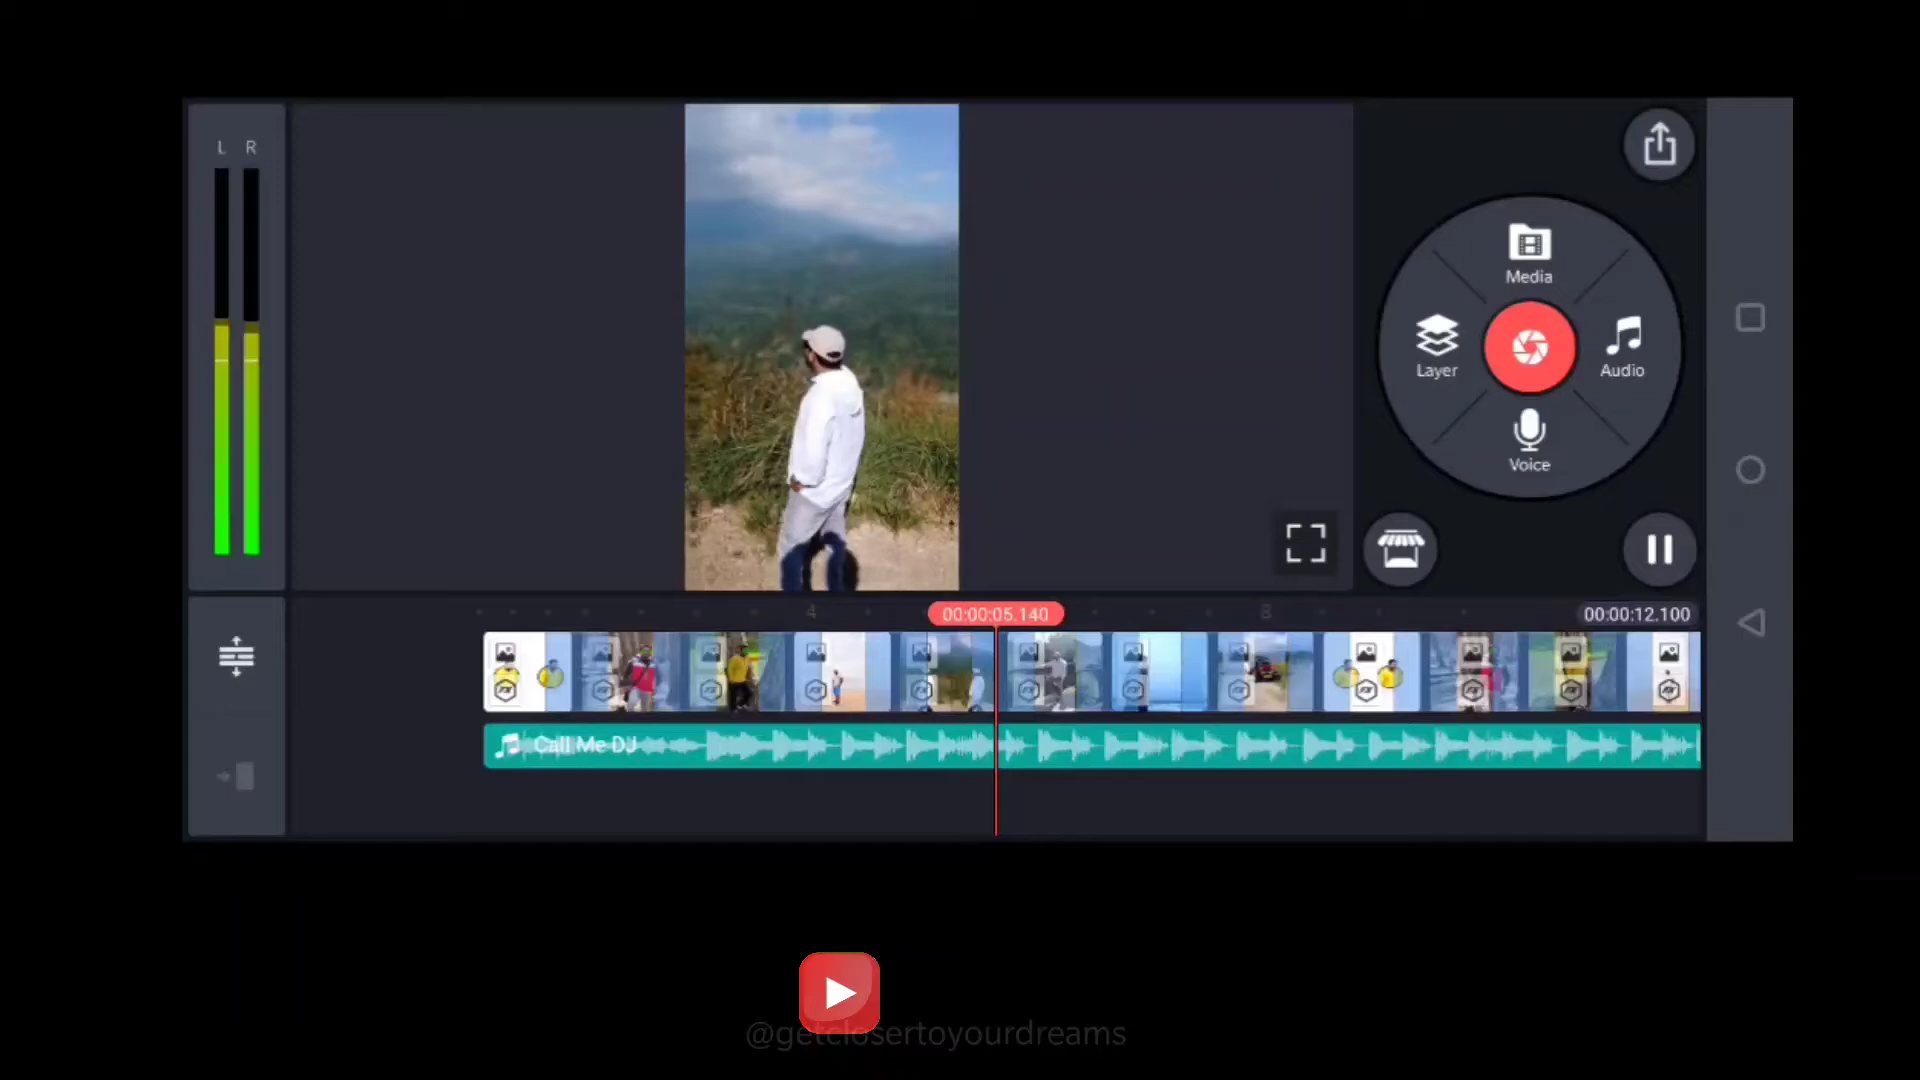 L R
Media
Layer
Audio
Voice
4
00:00:05.140
8
00:00:12.100
Call Me DJ
@getclosertoyourdreams